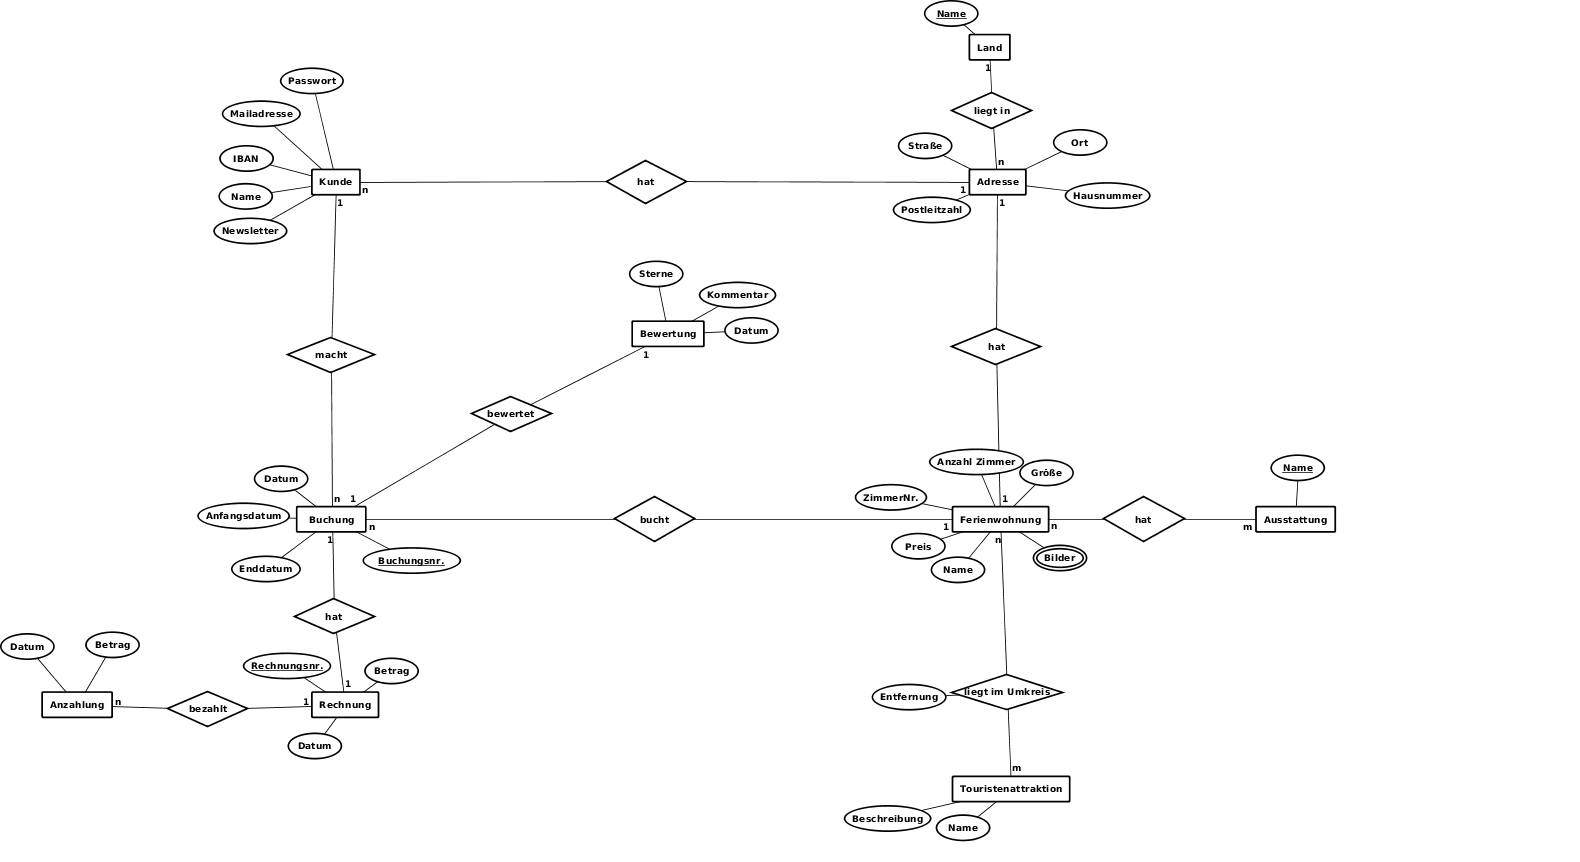 Name
Land
1
Passwort
liegt in
Mailadresse
Straße
Ort
IBAN
n
Kunde
hat
Adresse
n
1
Name
Hausnummer
1
1
Postleitzahl
Newsletter
Sterne
Kommentar
Bewertung
Datum
1
macht
hat
bewertet
Anzahl Zimmer
Größe
Name
Datum
ZimmerNr.
n
1
1
Anfangsdatum
Buchung
bucht
Ferienwohnung
hat
Ausstattung
n
1
n
m
1
n
Preis
Bilder
Enddatum
Buchungsnr.
Name
hat
Datum
Betrag
Rechnungsnr.
Betrag
1
liegt im Umkreis
Entfernung
Anzahlung
n
bezahlt
1
Rechnung
Datum
m
Touristenattraktion
Beschreibung
Name